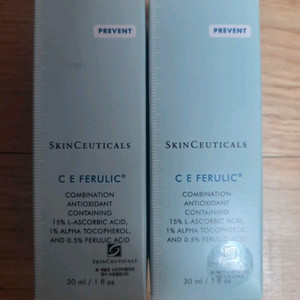 PREVENT
SKINCEUTICALS
C E FERULIC®
COMBINATION
ANTIOXIDANT
CONTAINING
15% L-ASCORBIC ACID,
1% ALPHA TOCOPHEROL,
AND 0.5% FERULIC ACID
SKINCEUTICALS
30 ml / 1 fl oz
PREVENT
SKINCEUTICALS
C E FERULIC®
COMBINATION
ANTIOXIDANT
CONTAINING
15% L-ASCORBIC ACID,
1% ALPHA TOCOPHEROL,
AND 0.5% FERULIC ACID
30 ml / 1 fl oz